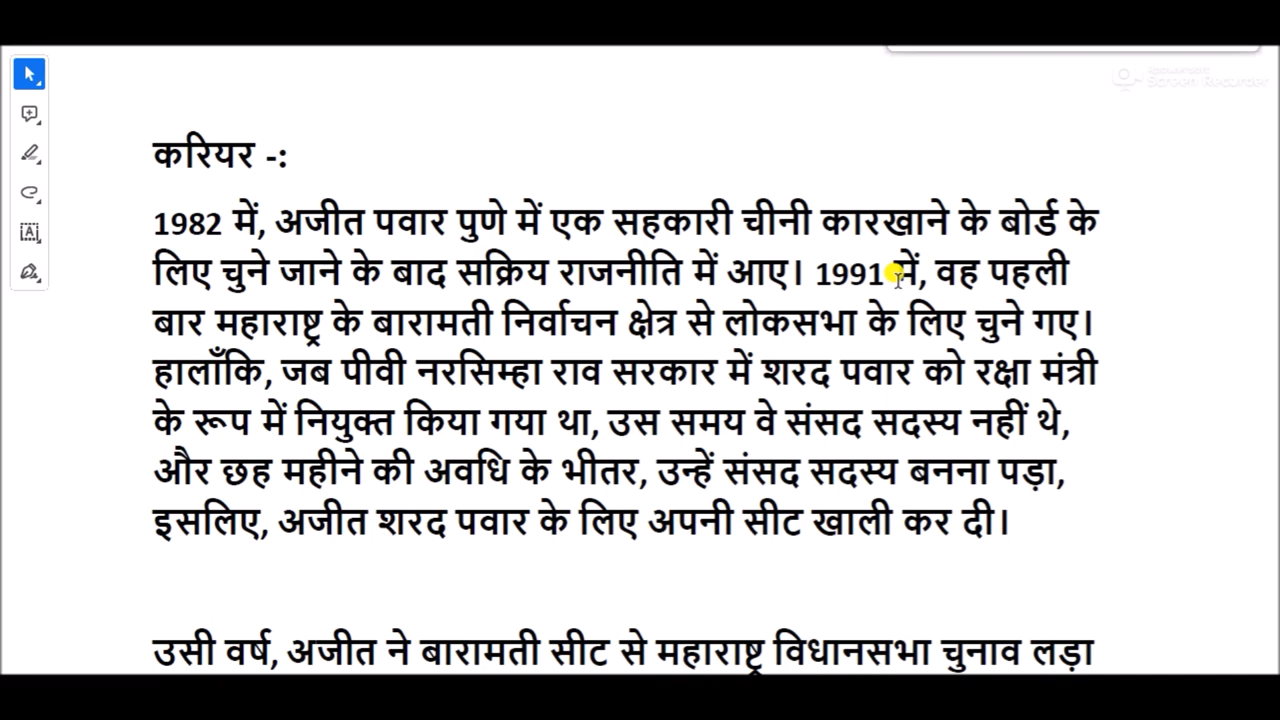 Screen Recorder
करियर -:
1982 में, अजीत पवार पुणे में एक सहकारी चीनी कारखाने के बोर्ड के
लिए चुने जाने के बाद सक्रिय राजनीति में आए। 1991 में, वह पहली
बार महाराष्ट्र के बारामती निर्वाचन क्षेत्र से लोकसभा के लिए चुने गए।
हालाँकि, जब पीवी नरसिम्हा राव सरकार में शरद पवार को रक्षा मंत्री
के रूप में नियुक्त किया गया था, उस समय वे संसद सदस्य नहीं थे,
और छह महीने की अवधि के भीतर, उन्हें संसद सदस्य बनना पड़ा,
इसलिए, अजीत शरद पवार के लिए अपनी सीट खाली कर दी।
उसी वर्ष, अजीत ने बारामती सीट से महाराष्ट्र विधानसभा चुनाव लड़ा